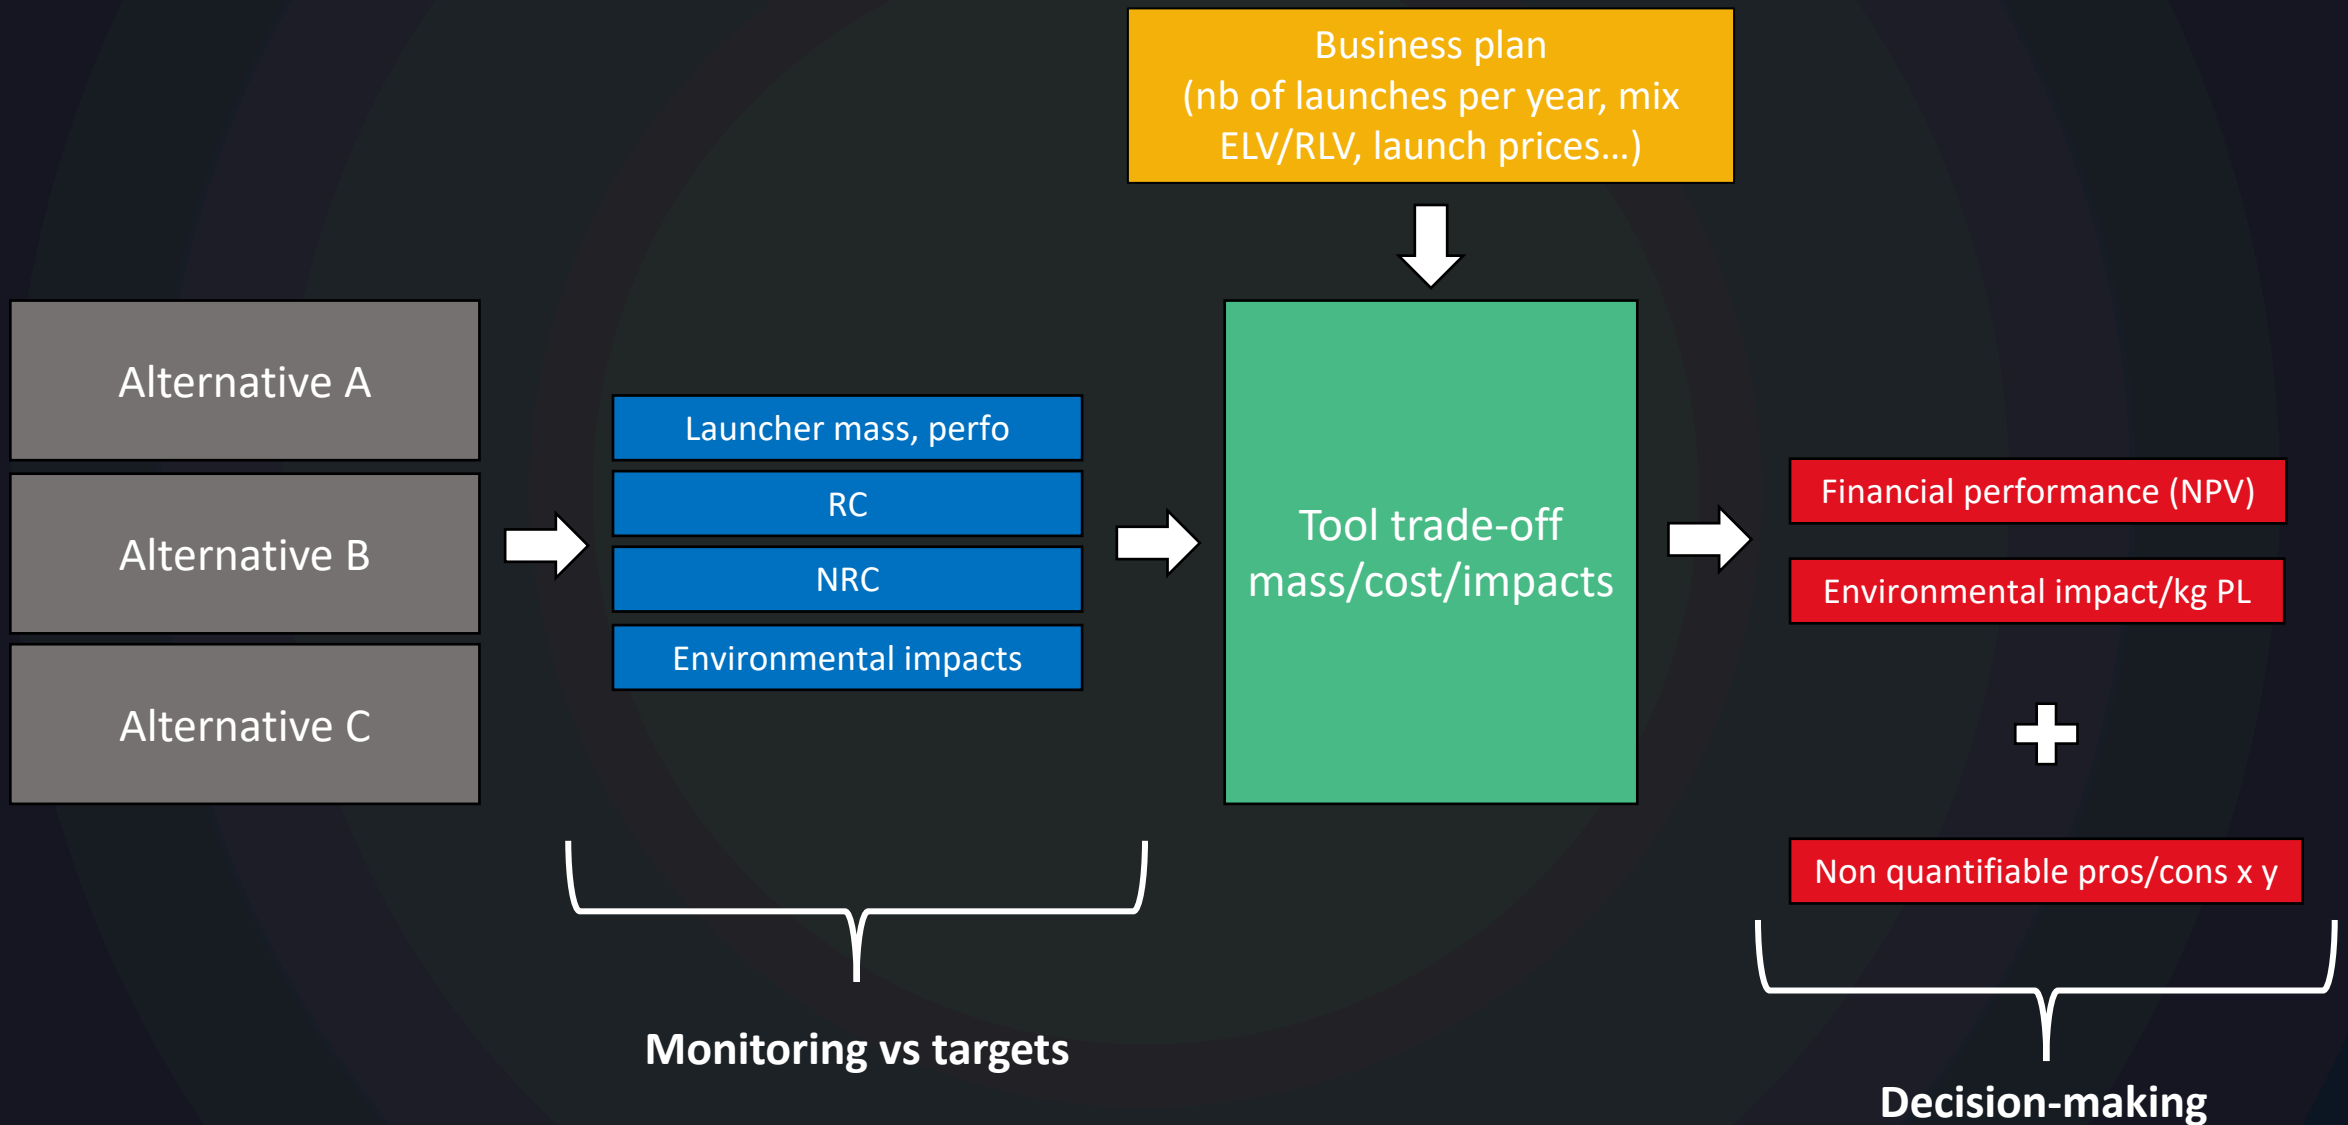 Business plan
(nb of launches per year, mix
ELV/RLV, launch prices...)
Alternative A
Alternative B
Alternative C
Launcher mass, perfo
RC
NRC
Environmental impacts
Tool trade-off
mass/cost/impacts
Financial performance (NPV)
Environmental impact/kg PL
Non quantifiable pros/cons x y
Monitoring vs targets
Decision-making